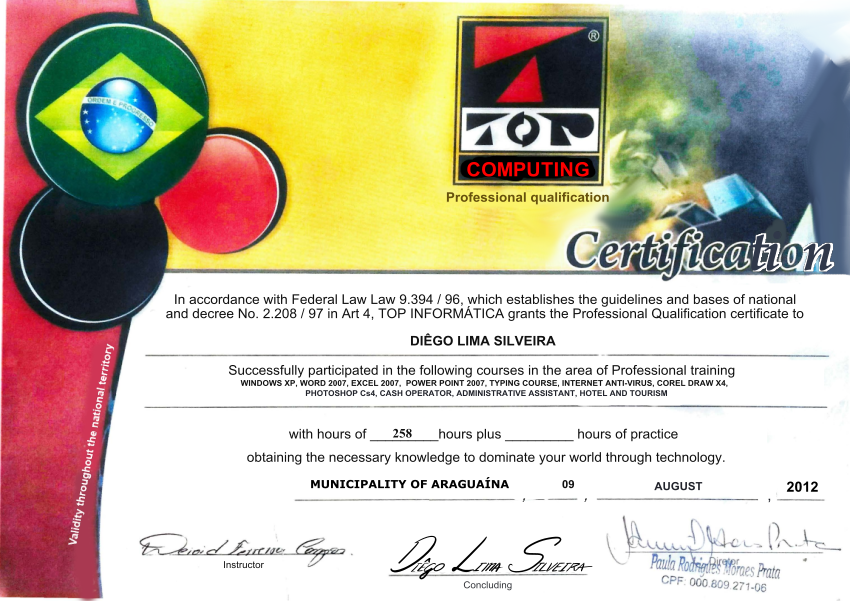 ORDEM E PROGRESSO
®
TOP
COMPUTING
Professional qualification
Certification
In accordance with Federal Law Law 9.394 / 96, which establishes the guidelines and bases of national
and decree No. 2.208 / 97 in Art 4, TOP INFORMÁTICA grants the Professional Qualification certificate to
DIÊGO LIMA SILVEIRA
Successfully participated in the following courses in the area of Professional training
WINDOWS XP, WORD 2007, EXCEL 2007, POWER POINT 2007, TYPING COURSE, INTERNET ANTI-VIRUS, COREL DRAW X4,
PHOTOSHOP Cs4, CASH OPERATOR, ADMINISTRATIVE ASSISTANT, HOTEL AND TOURISM
with hours of ________258________hours plus __________ hours of practice
obtaining the necessary knowledge to dominate your world through technology.
MUNICIPALITY OF ARAGUAÍNA , 09 , AUGUST , 2012
Validity throughout the national territory
Instructor
DIÊGO LIMA SILVEIRA
Concluding
Prata
Diretor
Paula Rodrigues Moraes Prata
CPF: 000.809.271-06